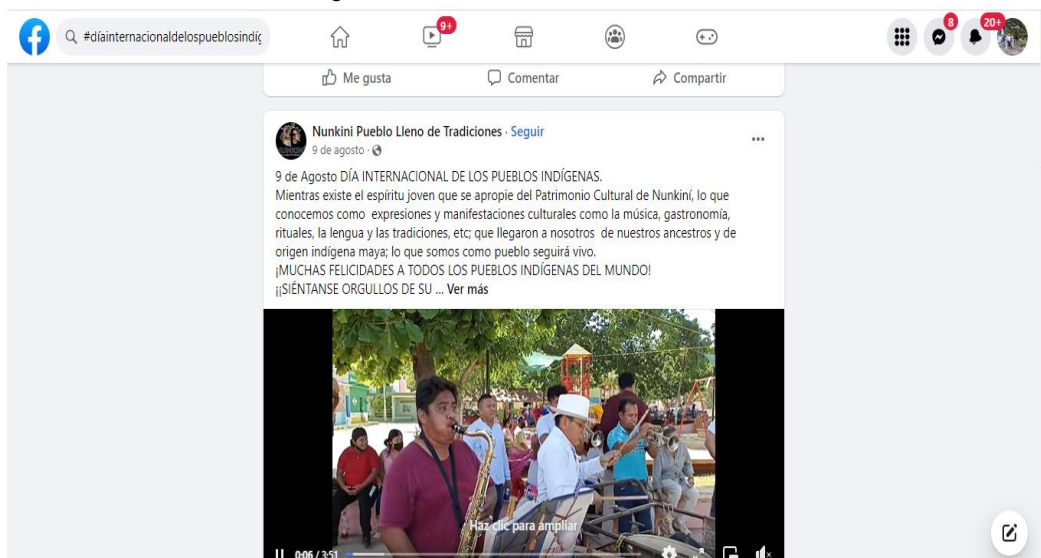 #díainternacionaldelospueblosindíg
9+
8
20+
Me gusta
Comentar
Compartir
Nunkini Pueblo Lleno de Tradiciones · Seguir
9 de agosto ·
9 de Agosto DÍA INTERNACIONAL DE LOS PUEBLOS INDÍGENAS.
Mientras existe el espíritu joven que se apropie del Patrimonio Cultural de Nunkiní, lo que
conocemos como expresiones y manifestaciones culturales como la música, gastronomía,
rituales, la lengua y las tradiciones, etc; que llegaron a nosotros de nuestros ancestros y de
origen indígena maya; lo que somos como pueblo seguirá vivo.
¡MUCHAS FELICIDADES A TODOS LOS PUEBLOS INDÍGENAS DEL MUNDO!
¡¡SIÉNTANSE ORGULLOS DE SU ... Ver más
Haz clic para ampliar
0:06 / 3:51